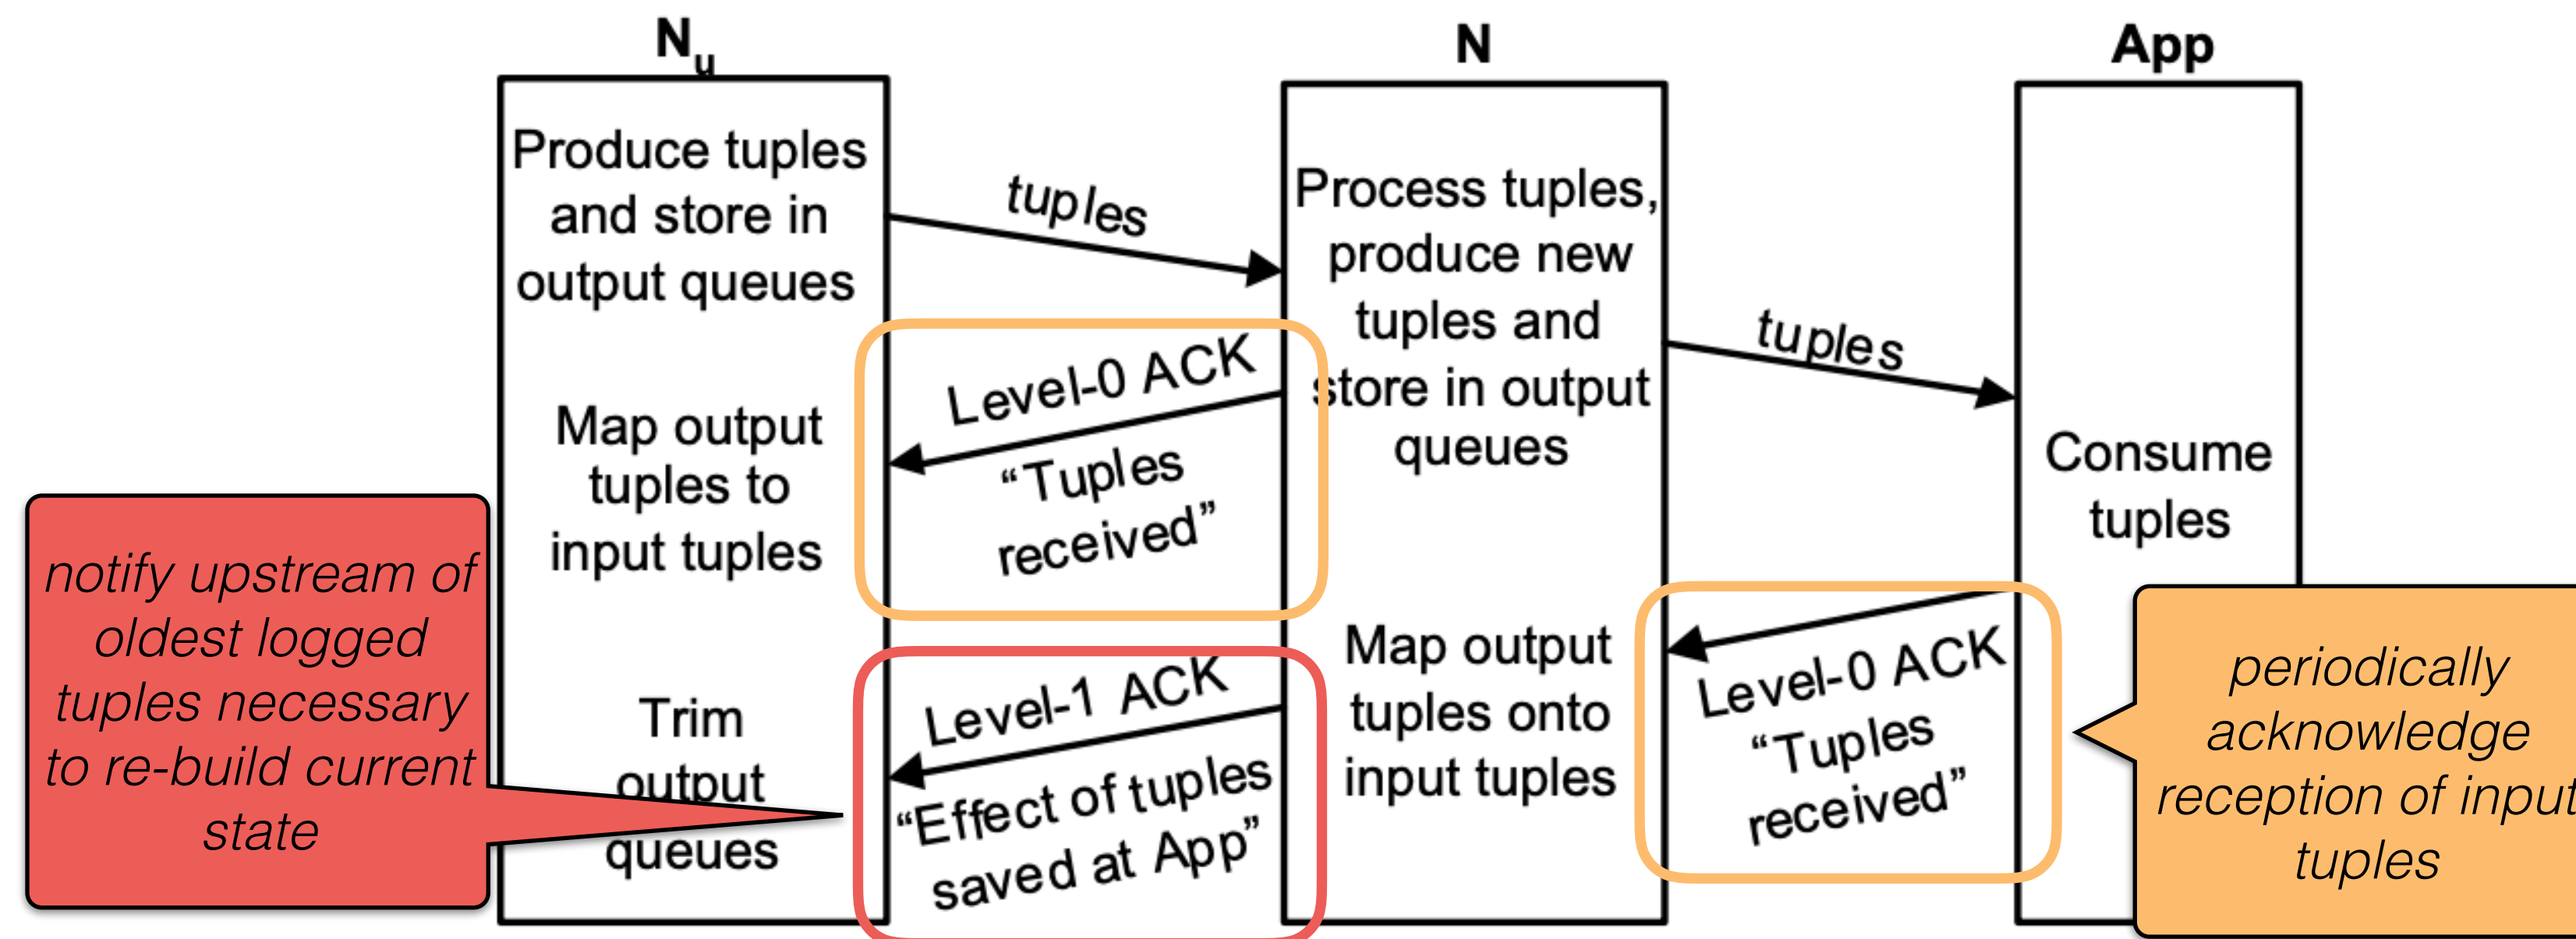 Nu
N
App
Produce tuples
and store in
output queues
tuples
Process tuples,
produce new
tuples and
store in output
queues
tuples
Level-0 ACK
“Tuples
received”
Map output
tuples to
input tuples
Consume
tuples
notify upstream of
oldest logged
tuples necessary
to re-build current
state
Trim
output
queues
Level-1 ACK
“Effect of tuples
saved at App”
Map output
tuples onto
input tuples
Level-0 ACK
“Tuples
received”
periodically
acknowledge
reception of input
tuples